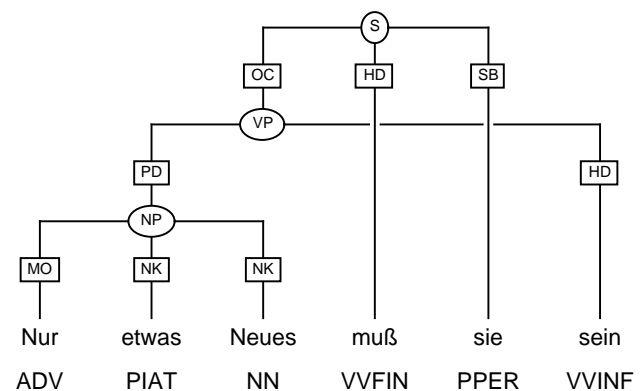 S
OC HD SB
VP
PD HD
NP
MO NK NK
Nur etwas Neues muß sie sein
ADV PIAT NN VVFIN PPER VVINF